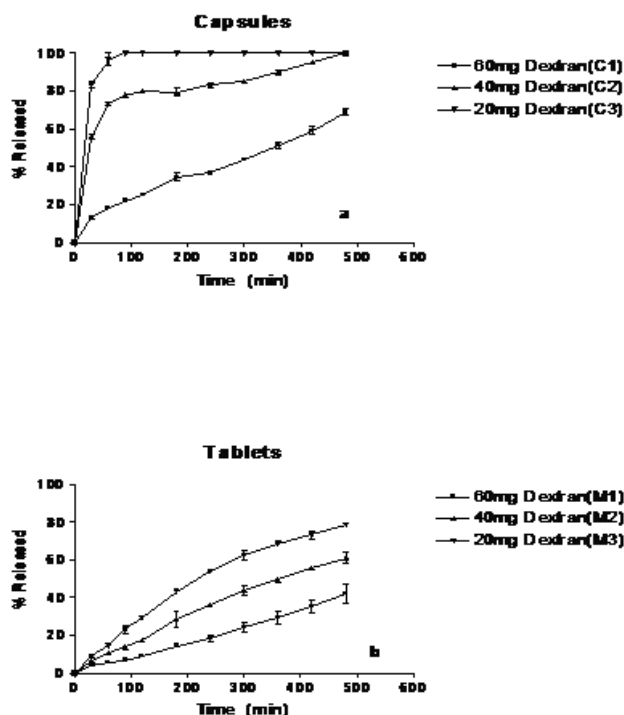 Capsules
100
80
60
40
20
0
% Released
0 100 200 300 400 500 600
Time (min)
a
60mg Dextran(C1)
40mg Dextran(C2)
20mg Dextran(C3)
Tablets
100
80
60
40
20
0
% Released
0 100 200 300 400 500 600
Time (min)
b
60mg Dextran(M1)
40mg Dextran(M2)
20mg Dextran(M3)